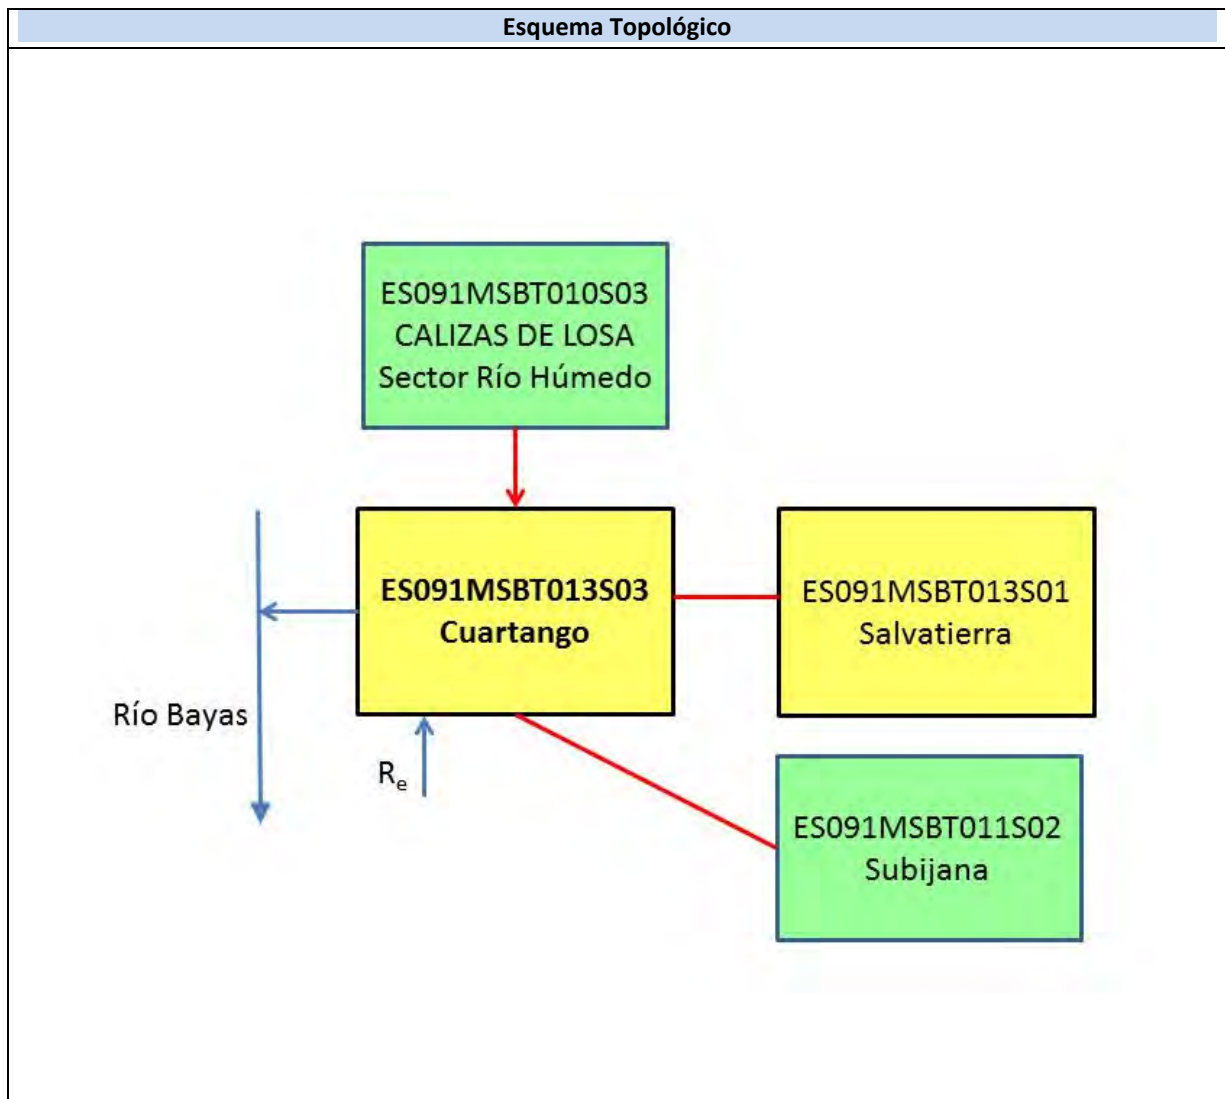 Esquema Topológico
ES091MSBT010S03
CALIZAS DE LOSA
Sector Río Húmedo
ES091MSBT013S03
Cuartango
ES091MSBT013S01
Salvatierra
Río Bayas
Re
ES091MSBT011S02
Subijana